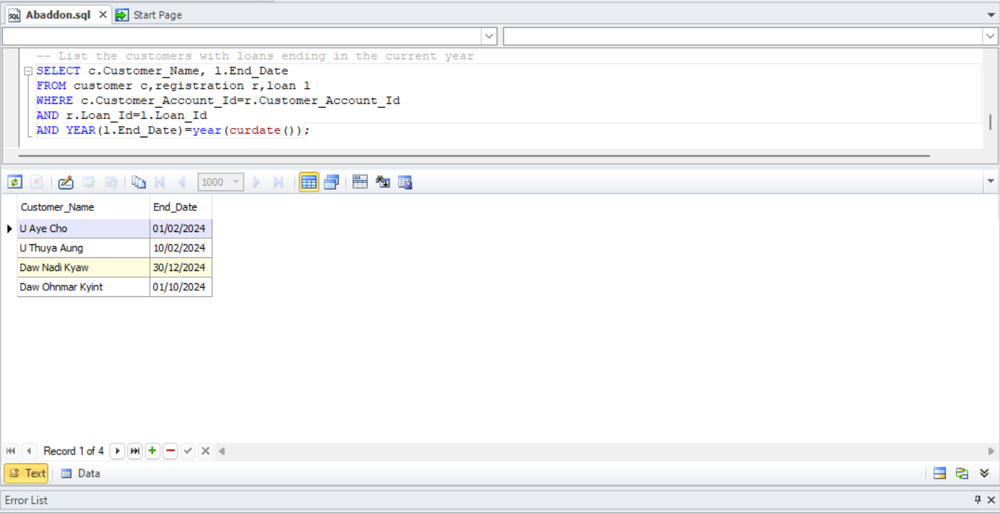 Abaddon.sql Start Page
-- List the customers with loans ending in the current year
SELECT c.Customer_Name, l.End_Date
FROM customer c,registration r,loan l
WHERE c.Customer_Account_Id=r.Customer_Account_Id
AND r.Loan_Id=l.Loan_Id
AND YEAR(l.End_Date)=year(curdate());
1000
Customer_Name End_Date
U Aye Cho 01/02/2024
U Thuya Aung 10/02/2024
Daw Nadi Kyaw 30/12/2024
Daw Ohnmar Kyint 01/10/2024
Record 1 of 4
Text Data
Error List